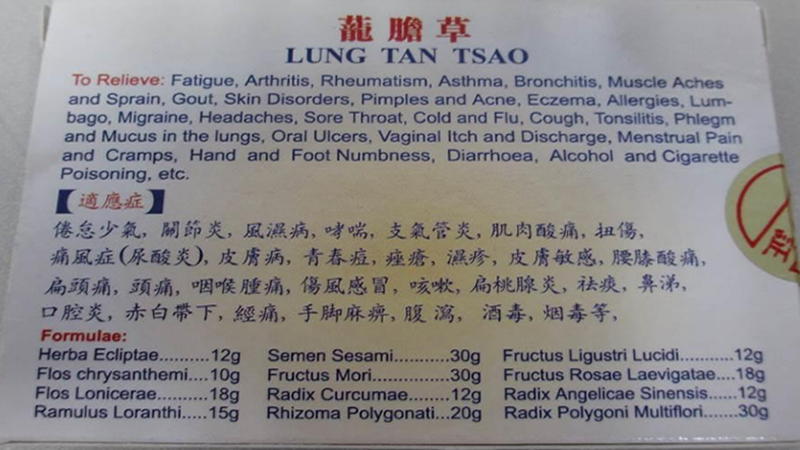 蘢膽草
LUNG TAN TSAO
To Relieve: Fatigue, Arthritis, Rheumatism, Asthma, Bronchitis, Muscle Aches
and Sprain, Gout, Skin Disorders, Pimples and Acne, Eczema, Allergies, Lum-
bago, Migraine, Headaches, Sore Throat, Cold and Flu, Cough, Tonsilitis, Phlegm
and Mucus in the lungs, Oral Ulcers, Vaginal Itch and Discharge, Menstrual Pain
and Cramps, Hand and Foot Numbness, Diarrhoea, Alcohol and Cigarette
Poisoning, etc.
【適應症】
倦怠少氣, 關節炎, 風濕病, 哮喘, 支氣管炎, 肌肉酸痛, 扭傷,
痛風症(尿酸炎), 皮膚病, 青春痘, 痤瘡, 濕疹, 皮膚敏感, 腰膝酸痛,
扁頭痛, 頭痛, 咽喉腫痛, 傷風感冒, 咳嗽, 扁桃腺炎, 祛痰, 鼻涕,
口腔炎, 赤白帶下, 經痛, 手脚麻痹, 腹瀉, 酒毒, 烟毒等,
Formulae:
Herba Ecliptae..........12g Semen Sesami............30g Fructus Ligustri Lucidi...........12g
Flos chrysanthemi....10g Fructus Mori...............30g Fructus Rosae Laevigatae....18g
Flos Lonicerae..........18g Radix Curcumae..........12g Radix Angelicae Sinensis......12g
Ramulus Loranthi.....15g Rhizoma Polygonati...20g Radix Polygoni Multiflori.......30g